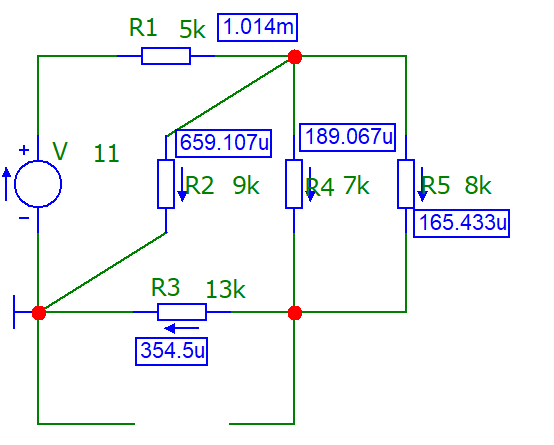 R1 5k 1.014m
V 11
659.107u
189.067u
R2 9k
R4 7k
R5 8k
165.433u
R3 13k
354.5u